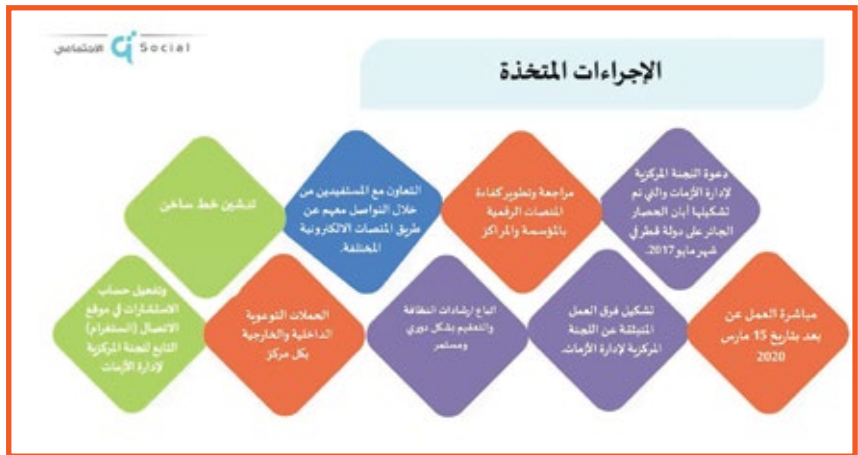 الاجتماعي Social
الإجراءات المتخذة
دعوة اللجنة المركزية
لإدارة الأزمات والتي تم
تشكيلها أبان الحصار
الجائر على دولة قطر في
شهر مايو 2017.
مراجعة وتطوير كفاءة
المنصات الرقمية
بالمؤسسة والمراكز
التعاون مع المستفيدين من
خلال التواصل معهم عن
طريق المنصات الالكترونية
المختلفة.
تدشين خط ساخن
مباشرة العمل عن
بعد بتاريخ 15 مارس
2020
تشكيل فرق العمل
المنبثقة عن اللجنة
المركزية لإدارة الأزمات.
اتباع ارشادات النظافة
والتعقيم بشكل دوري
ومستمر
الحملات التوعوية
الداخلية والخارجية
بكل مركز
وتفعيل حساب
الاستشارات في موقع
الاتصال (انستقرام)
التابع للجنة المركزية
لإدارة الأزمات